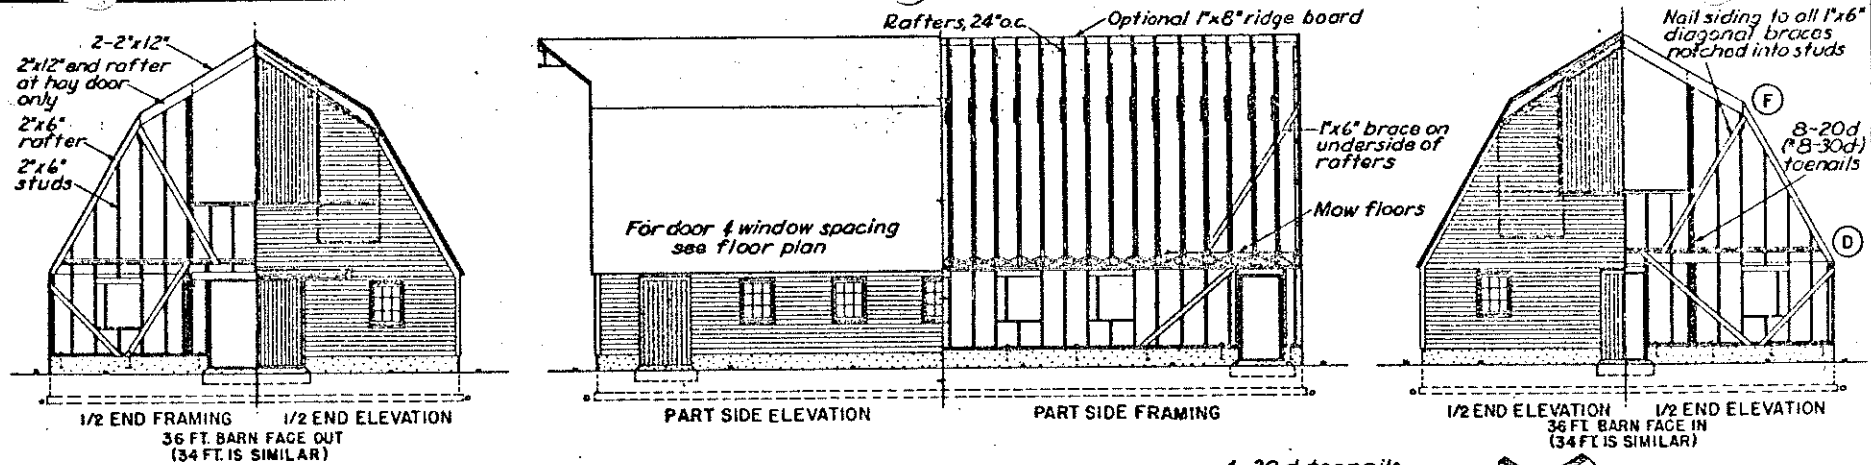 2-2"x12"
2"x12" end rafter
at hay door
only
2"x6"
rafter
2"x6"
studs
1/2 END FRAMING
1/2 END ELEVATION
36 FT. BARN FACE OUT
(34 FT. IS SIMILAR)
Rafters, 24" o.c.
Optional 1"x8" ridge board
1"x6" brace on
underside of
rafters
Mow floors
For door & window spacing
see floor plan
PART SIDE ELEVATION
PART SIDE FRAMING
Nail siding to all 1"x6"
diagonal braces
notched into studs
F
8-20d
(*8-30d)
toenails
D
1/2 END ELEVATION
1/2 END ELEVATION
36 FT. BARN FACE IN
(34 FT. IS SIMILAR)